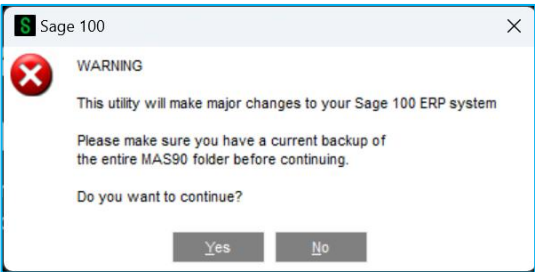 Sage 100
WARNING
This utility will make major changes to your Sage 100 ERP system
Please make sure you have a current backup of
the entire MAS90 folder before continuing.
Do you want to continue?
Yes No